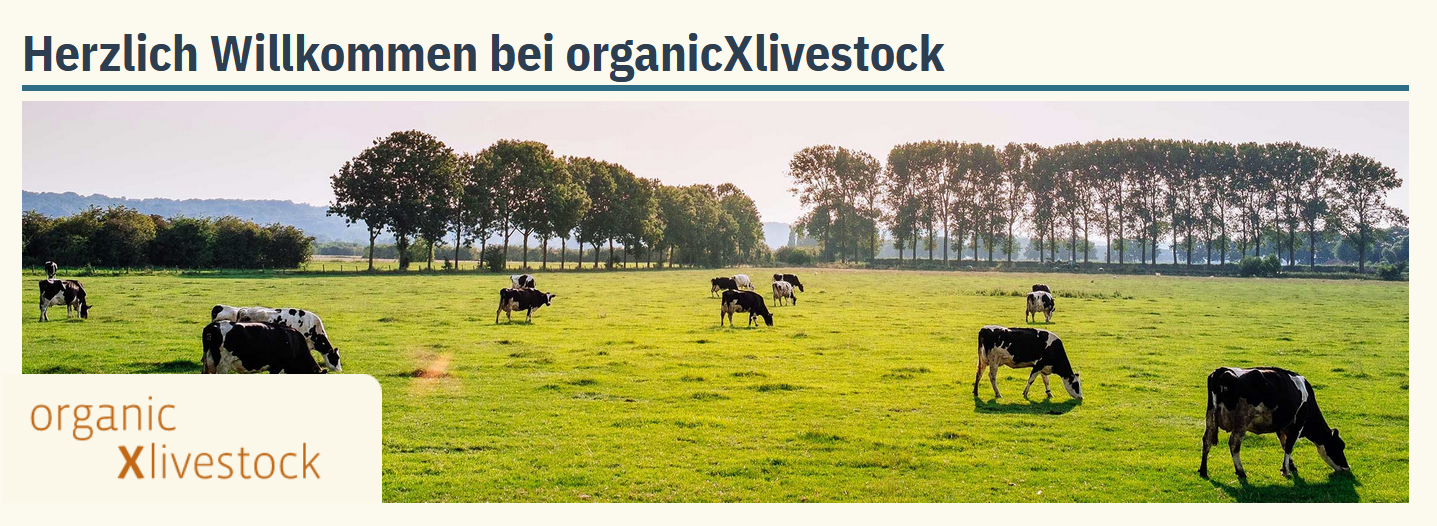 Herzlich Willkommen bei organicXlivestock
organic
Xlivestock